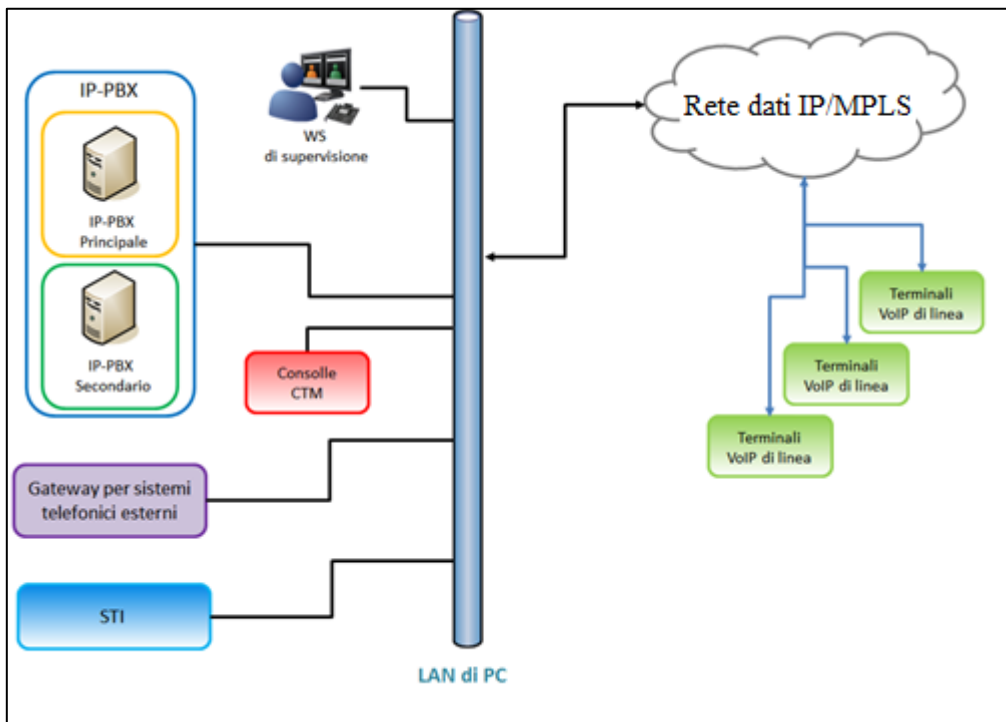 IP-PBX
IP-PBX
Principale
IP-PBX
Secondario
WS
di supervisione
Consolle
CTM
Gateway per sistemi
telefonici esterni
STI
LAN di PC
Rete dati IP/MPLS
Terminali
VoIP di linea
Terminali
VoIP di linea
Terminali
VoIP di linea